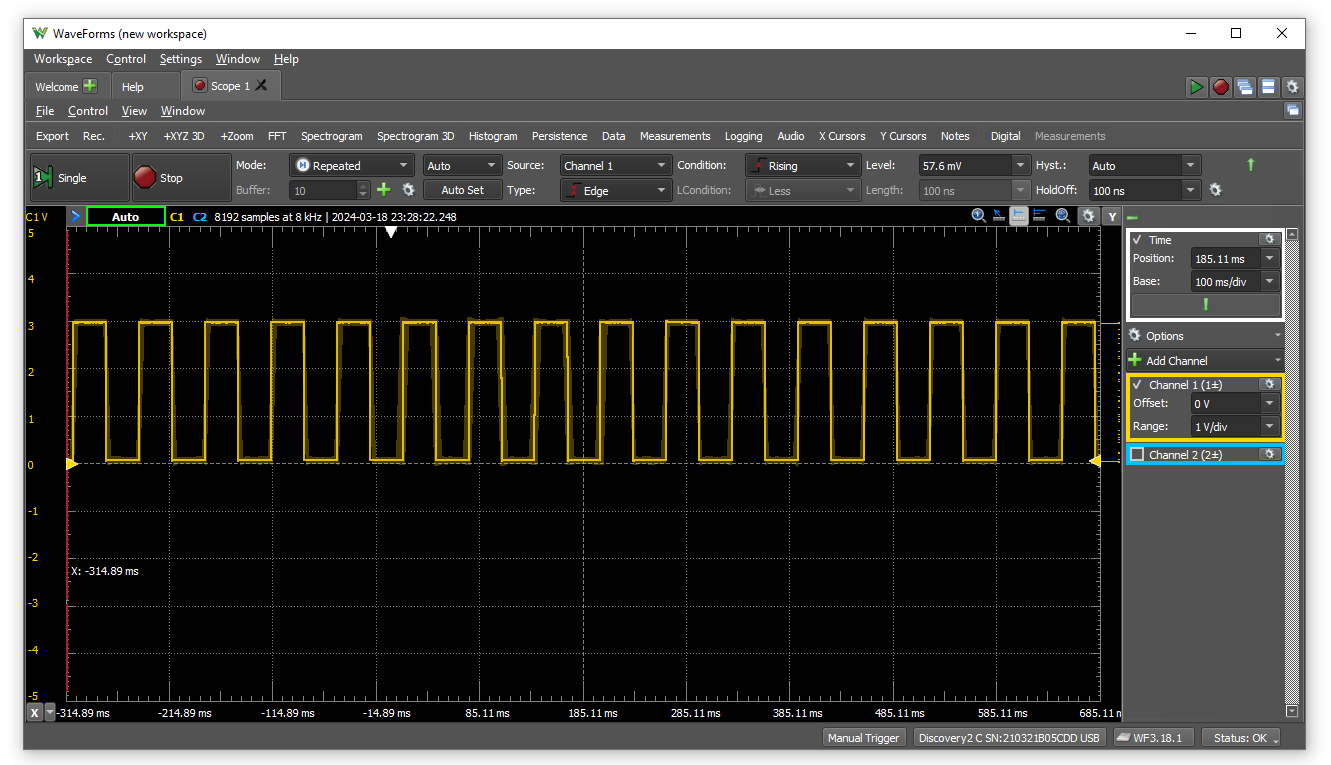 WaveForms (new workspace)
Workspace Control Settings Window Help
Welcome Help Scope 1
File Control View Window
Export Rec. +XY +XYZ 3D +Zoom FFT Spectrogram Spectrogram 3D Histogram Persistence Data Measurements Logging Audio X Cursors Y Cursors Notes Digital Measurements
1 Single Stop Mode: Repeated Auto Source: Channel 1 Condition: Rising Level: 57.6 mV Hyst.: Auto
Buffer: 10 Auto Set Type: Edge LCondition: Less Length: 100 ns HoldOff: 100 ns
C1 V Auto C1 C2 8192 samples at 8 kHz | 2024-03-18 23:28:22.248 Y
5
4
3
2
1
0
-1
-2
X: -314.89 ms
-3
-4
-5
X -314.89 ms -214.89 ms -114.89 ms -14.89 ms 85.11 ms 185.11 ms 285.11 ms 385.11 ms 485.11 ms 585.11 ms 685.11 m
Time
Position: 185.11 ms
Base: 100 ms/div
Options
Add Channel
Channel 1 (1±)
Offset: 0 V
Range: 1 V/div
Channel 2 (2±)
Manual Trigger Discovery2 C SN:210321B05CDD USB WF3.18.1 Status: OK